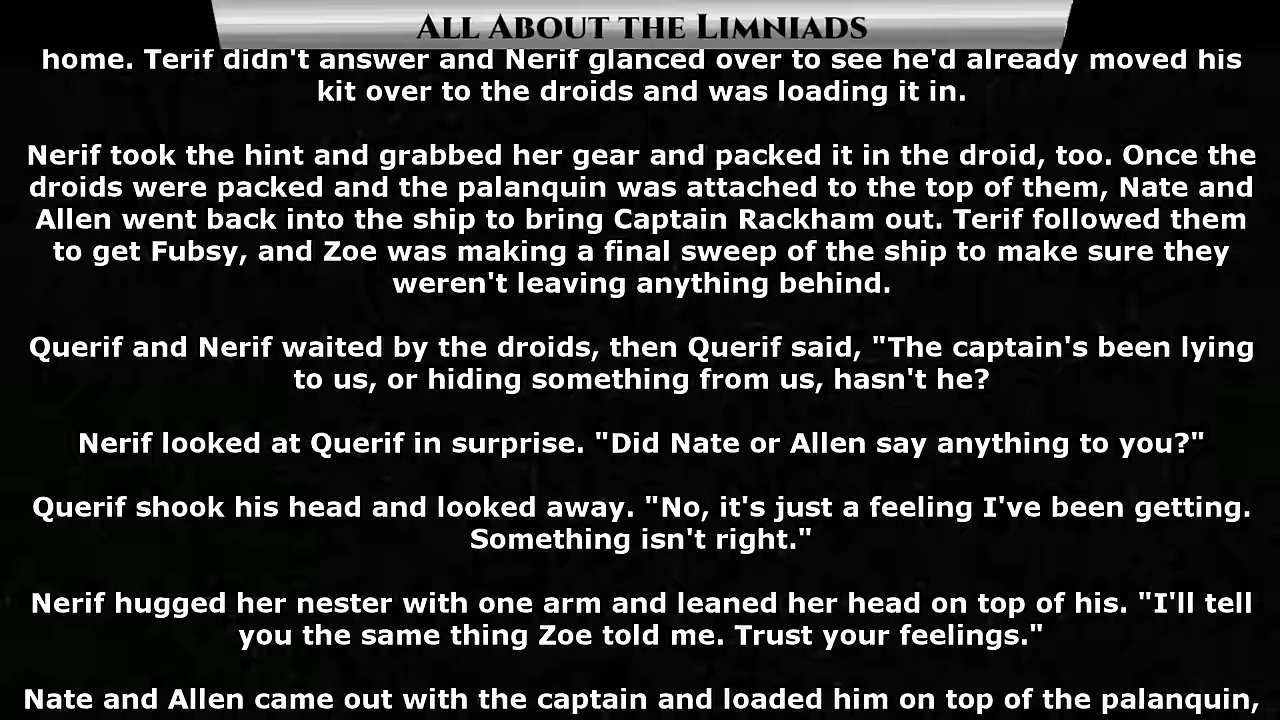 All About the Limniads
home. Terif didn't answer and Nerif glanced over to see he'd already moved his
kit over to the droids and was loading it in.
Nerif took the hint and grabbed her gear and packed it in the droid, too. Once the
droids were packed and the palanquin was attached to the top of them, Nate and
Allen went back into the ship to bring Captain Rackham out. Terif followed them
to get Fubsy, and Zoe was making a final sweep of the ship to make sure they
weren't leaving anything behind.
Querif and Nerif waited by the droids, then Querif said, "The captain's been lying
to us, or hiding something from us, hasn't he?
Nerif looked at Querif in surprise. "Did Nate or Allen say anything to you?"
Querif shook his head and looked away. "No, it's just a feeling I've been getting.
Something isn't right."
Nerif hugged her nester with one arm and leaned her head on top of his. "I'll tell
you the same thing Zoe told me. Trust your feelings."
Nate and Allen came out with the captain and loaded him on top of the palanquin,